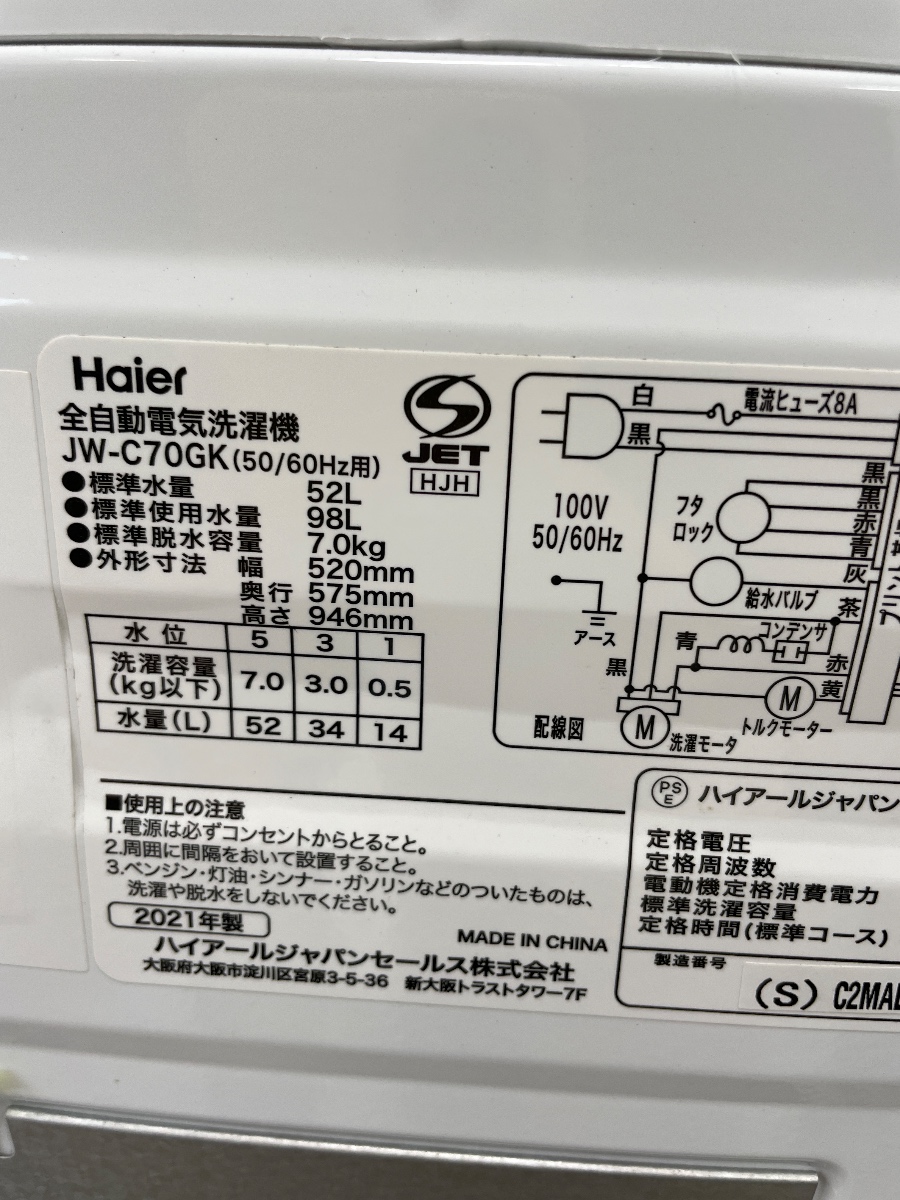 Haier
全自動電気洗濯機
JW-C70GK(50/60Hz用)
●標準水量 52L
●標準使用水量 98L
●標準脱水容量 7.0kg
●外形寸法 幅 520mm
奥行 575mm
高さ 946mm
JET
HJH
水位 5 3 1
洗濯容量(kg以下) 7.0 3.0 0.5
水量(L) 52 34 14
白
電流ヒューズ8A
黒
100V
50/60Hz
フタロック
黒
黒
赤
青
灰
給水バルブ
茶
アース
青
コンデンサ
黒
赤
黄
M
トルクモーター
配線図
M
洗濯モータ
■使用上の注意
1.電源は必ずコンセントからとること。
2.周囲に間隔をおいて設置すること。
3.ベンジン・灯油・シンナー・ガソリンなどのついたものは、
洗濯や脱水をしないでください。
2021年製
MADE IN CHINA
ハイアールジャパンセールス株式会社
大阪府大阪市淀川区宮原3-5-36 新大阪トラストタワー7F
PSE ハイアールジャパン
定格電圧
定格周波数
電動機定格消費電力
標準洗濯容量
定格時間(標準コース)
製造番号
(S) C2MA